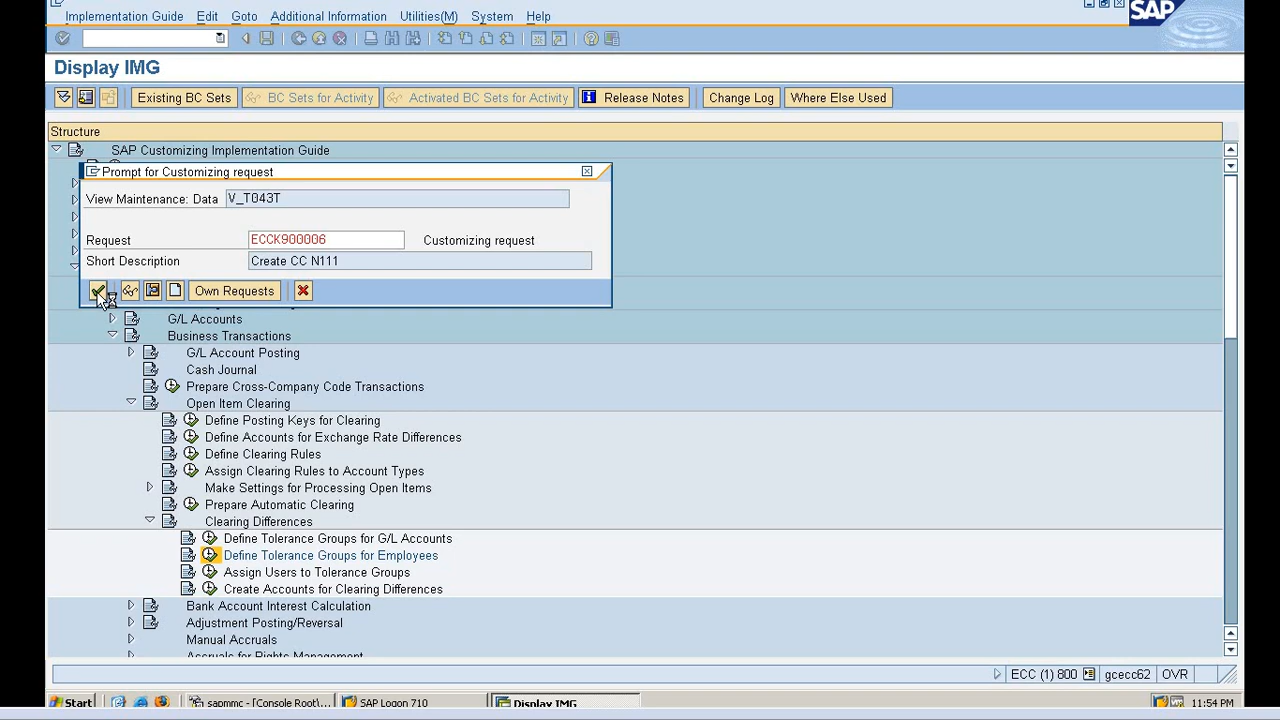 Implementation Guide Edit Goto Additional Information Utilities(M) System Help
SAP
Display IMG
Existing BC Sets BC Sets for Activity Activated BC Sets for Activity Release Notes Change Log Where Else Used
Structure
SAP Customizing Implementation Guide
Prompt for Customizing request
View Maintenance: Data V_T043T
Request ECCK900006 Customizing request
Short Description Create CC N111
Own Requests
G/L Accounts
Business Transactions
G/L Account Posting
Cash Journal
Prepare Cross-Company Code Transactions
Open Item Clearing
Define Posting Keys for Clearing
Define Accounts for Exchange Rate Differences
Define Clearing Rules
Assign Clearing Rules to Account Types
Make Settings for Processing Open Items
Prepare Automatic Clearing
Clearing Differences
Define Tolerance Groups for G/L Accounts
Define Tolerance Groups for Employees
Assign Users to Tolerance Groups
Create Accounts for Clearing Differences
Bank Account Interest Calculation
Adjustment Posting/Reversal
Manual Accruals
Accruals for Rights Management
ECC (1) 800 gcecc62 OVR
Start sapmmc - [Console Root\... SAP Logon 710 Display IMG 11:54 PM